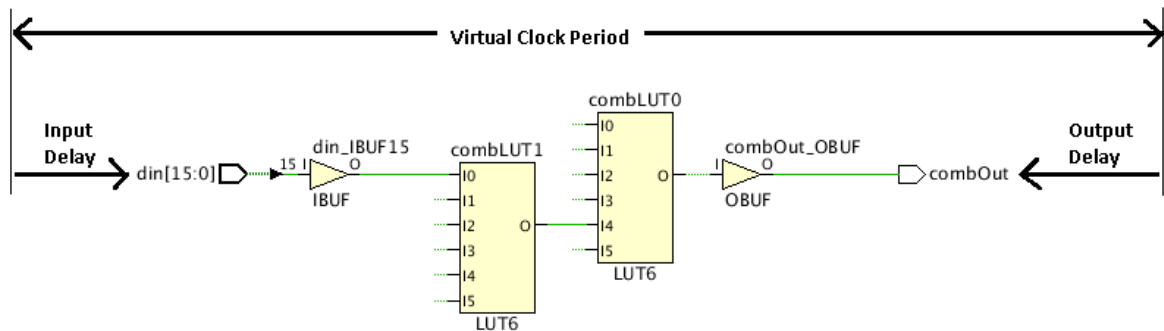 Virtual Clock Period
Input
Delay
din[15:0]
15
I
O
din_IBUF15
IBUF
combLUT1
I0
I1
I2
I3
I4
I5
O
LUT6
combLUT0
I0
I1
I2
I3
I4
I5
O
LUT6
combOut_OBUF
I
O
OBUF
combOut
Output
Delay